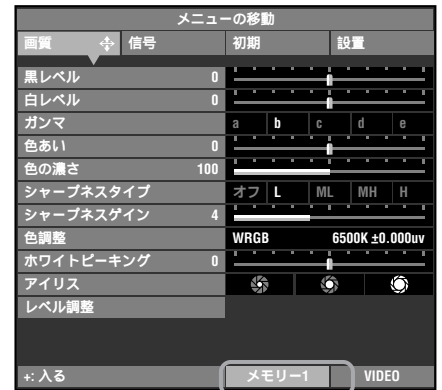 メニューの移動
画質 信号 初期 設置
黒レベル 0
白レベル 0
ガンマ a b c d e
色あい 0
色の濃さ 100
シャープネスタイプ オフ L ML MH H
シャープネスゲイン 4
色調整 WRGB 6500K ±0.000uv
ホワイトピーキング 0
アイリス
レベル調整
+: 入る メモリー1 VIDEO